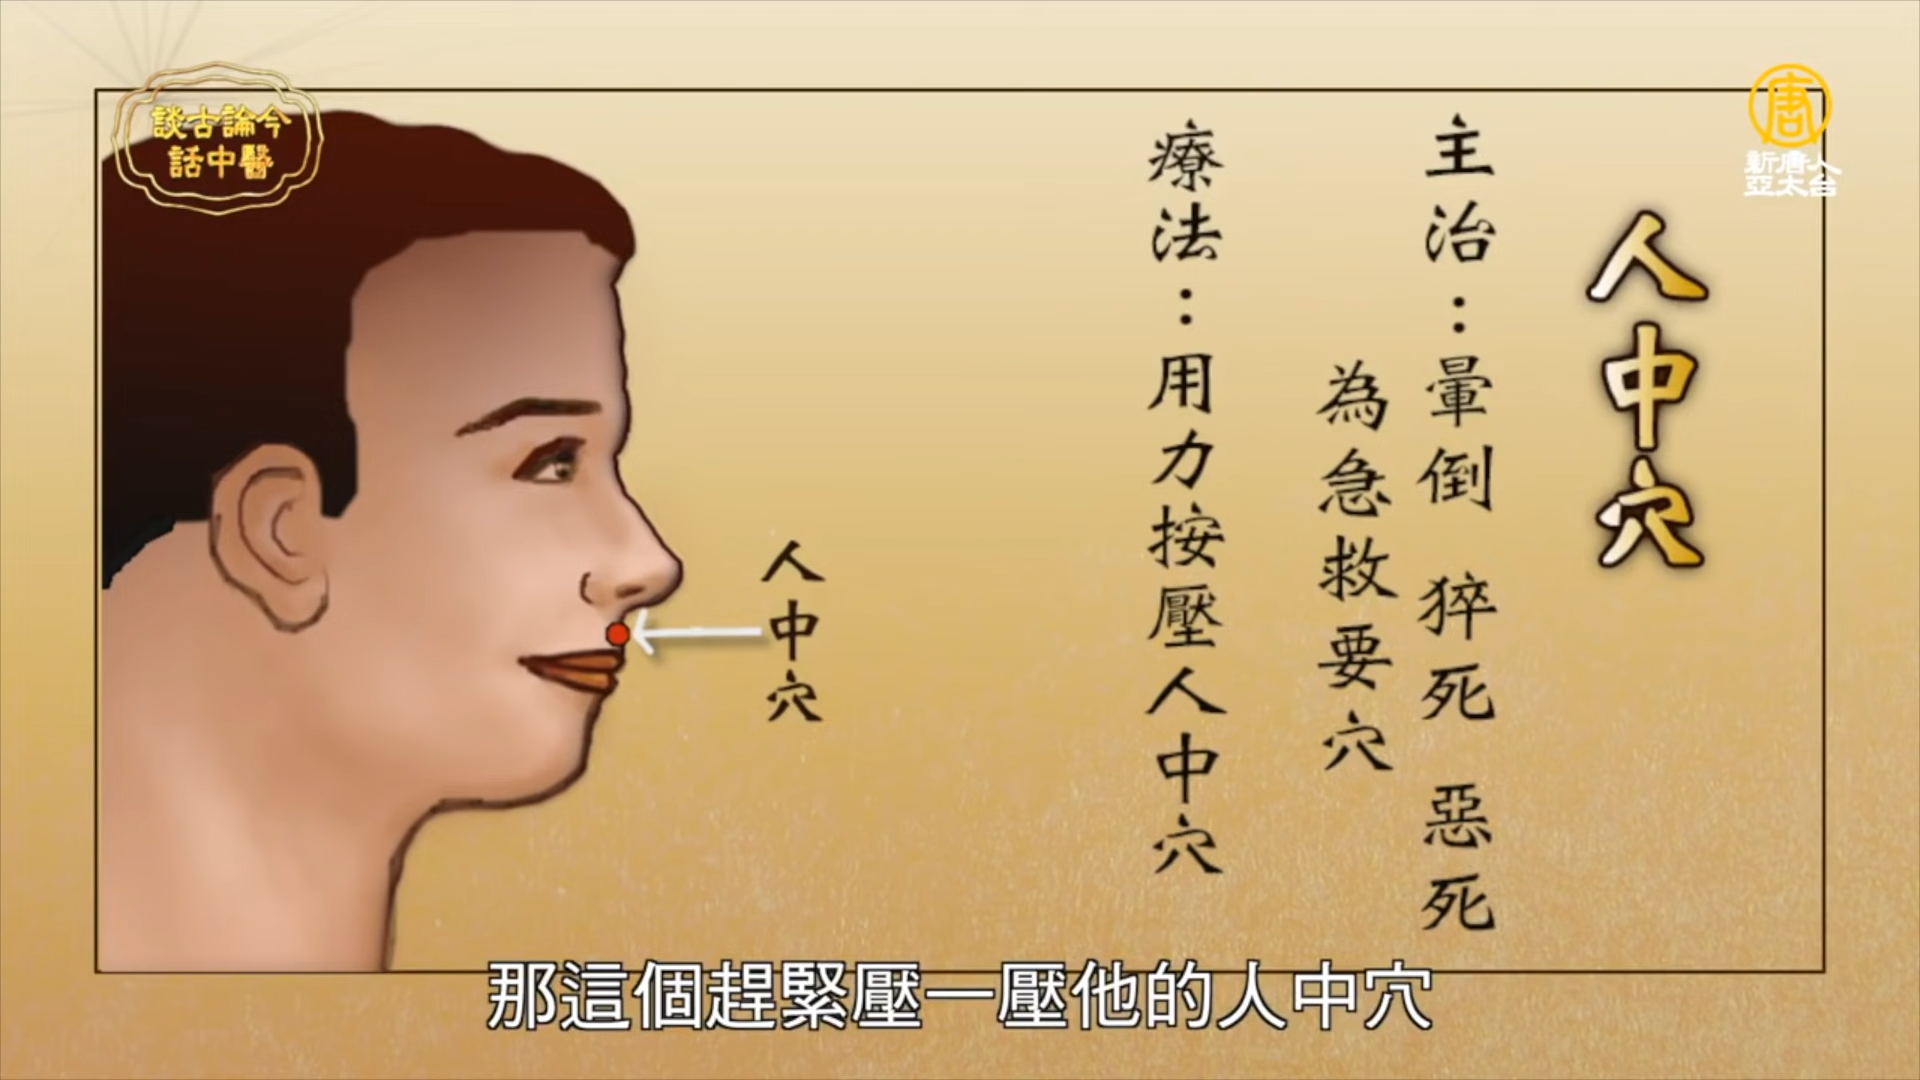 談古論今
話中醫
新唐人
亞太台
人中穴
主治：暈倒 猝死 惡死
為急救要穴
療法：用力按壓人中穴
人中穴
那這個趕緊壓一壓他的人中穴